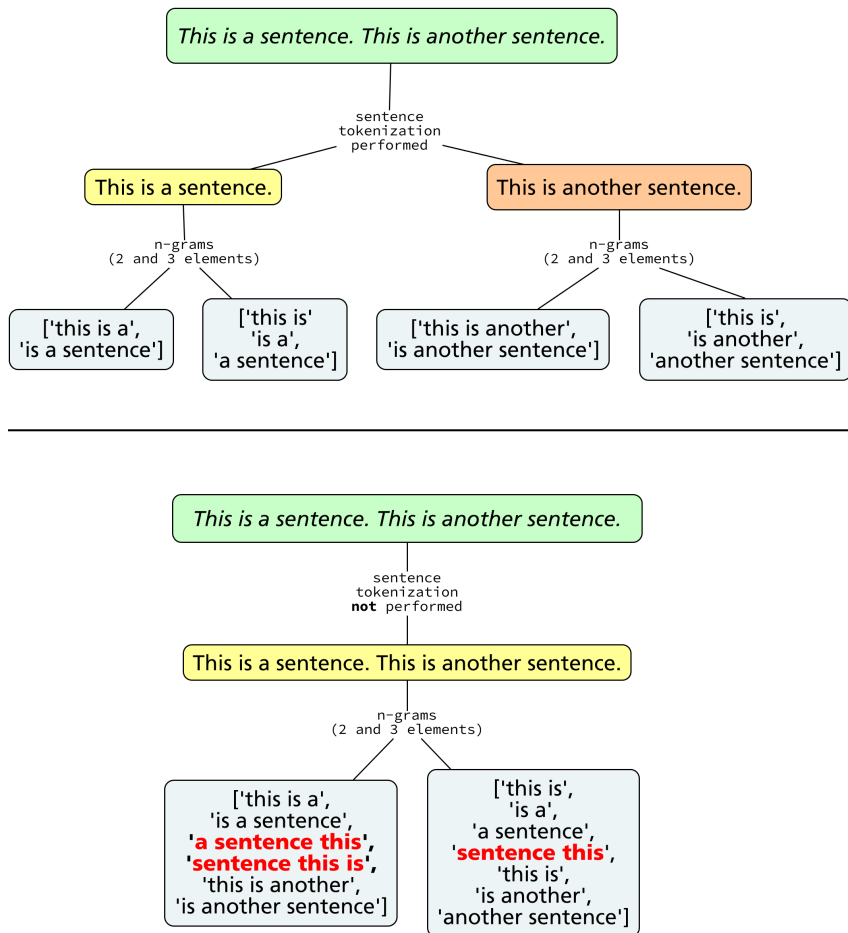 This is a sentence. This is another sentence.
sentence
tokenization
performed
This is a sentence.
This is another sentence.
n-grams
(2 and 3 elements)
n-grams
(2 and 3 elements)
['this is a',
'is a sentence']
['this is'
'is a',
'a sentence']
['this is another',
'is another sentence']
['this is',
'is another',
'another sentence']
This is a sentence. This is another sentence.
sentence
tokenization
not performed
This is a sentence. This is another sentence.
n-grams
(2 and 3 elements)
['this is a',
'is a sentence',
'a sentence this',
'sentence this is',
'this is another',
'is another sentence']
['this is',
'is a',
'a sentence',
'sentence this',
'this is',
'is another',
'another sentence']